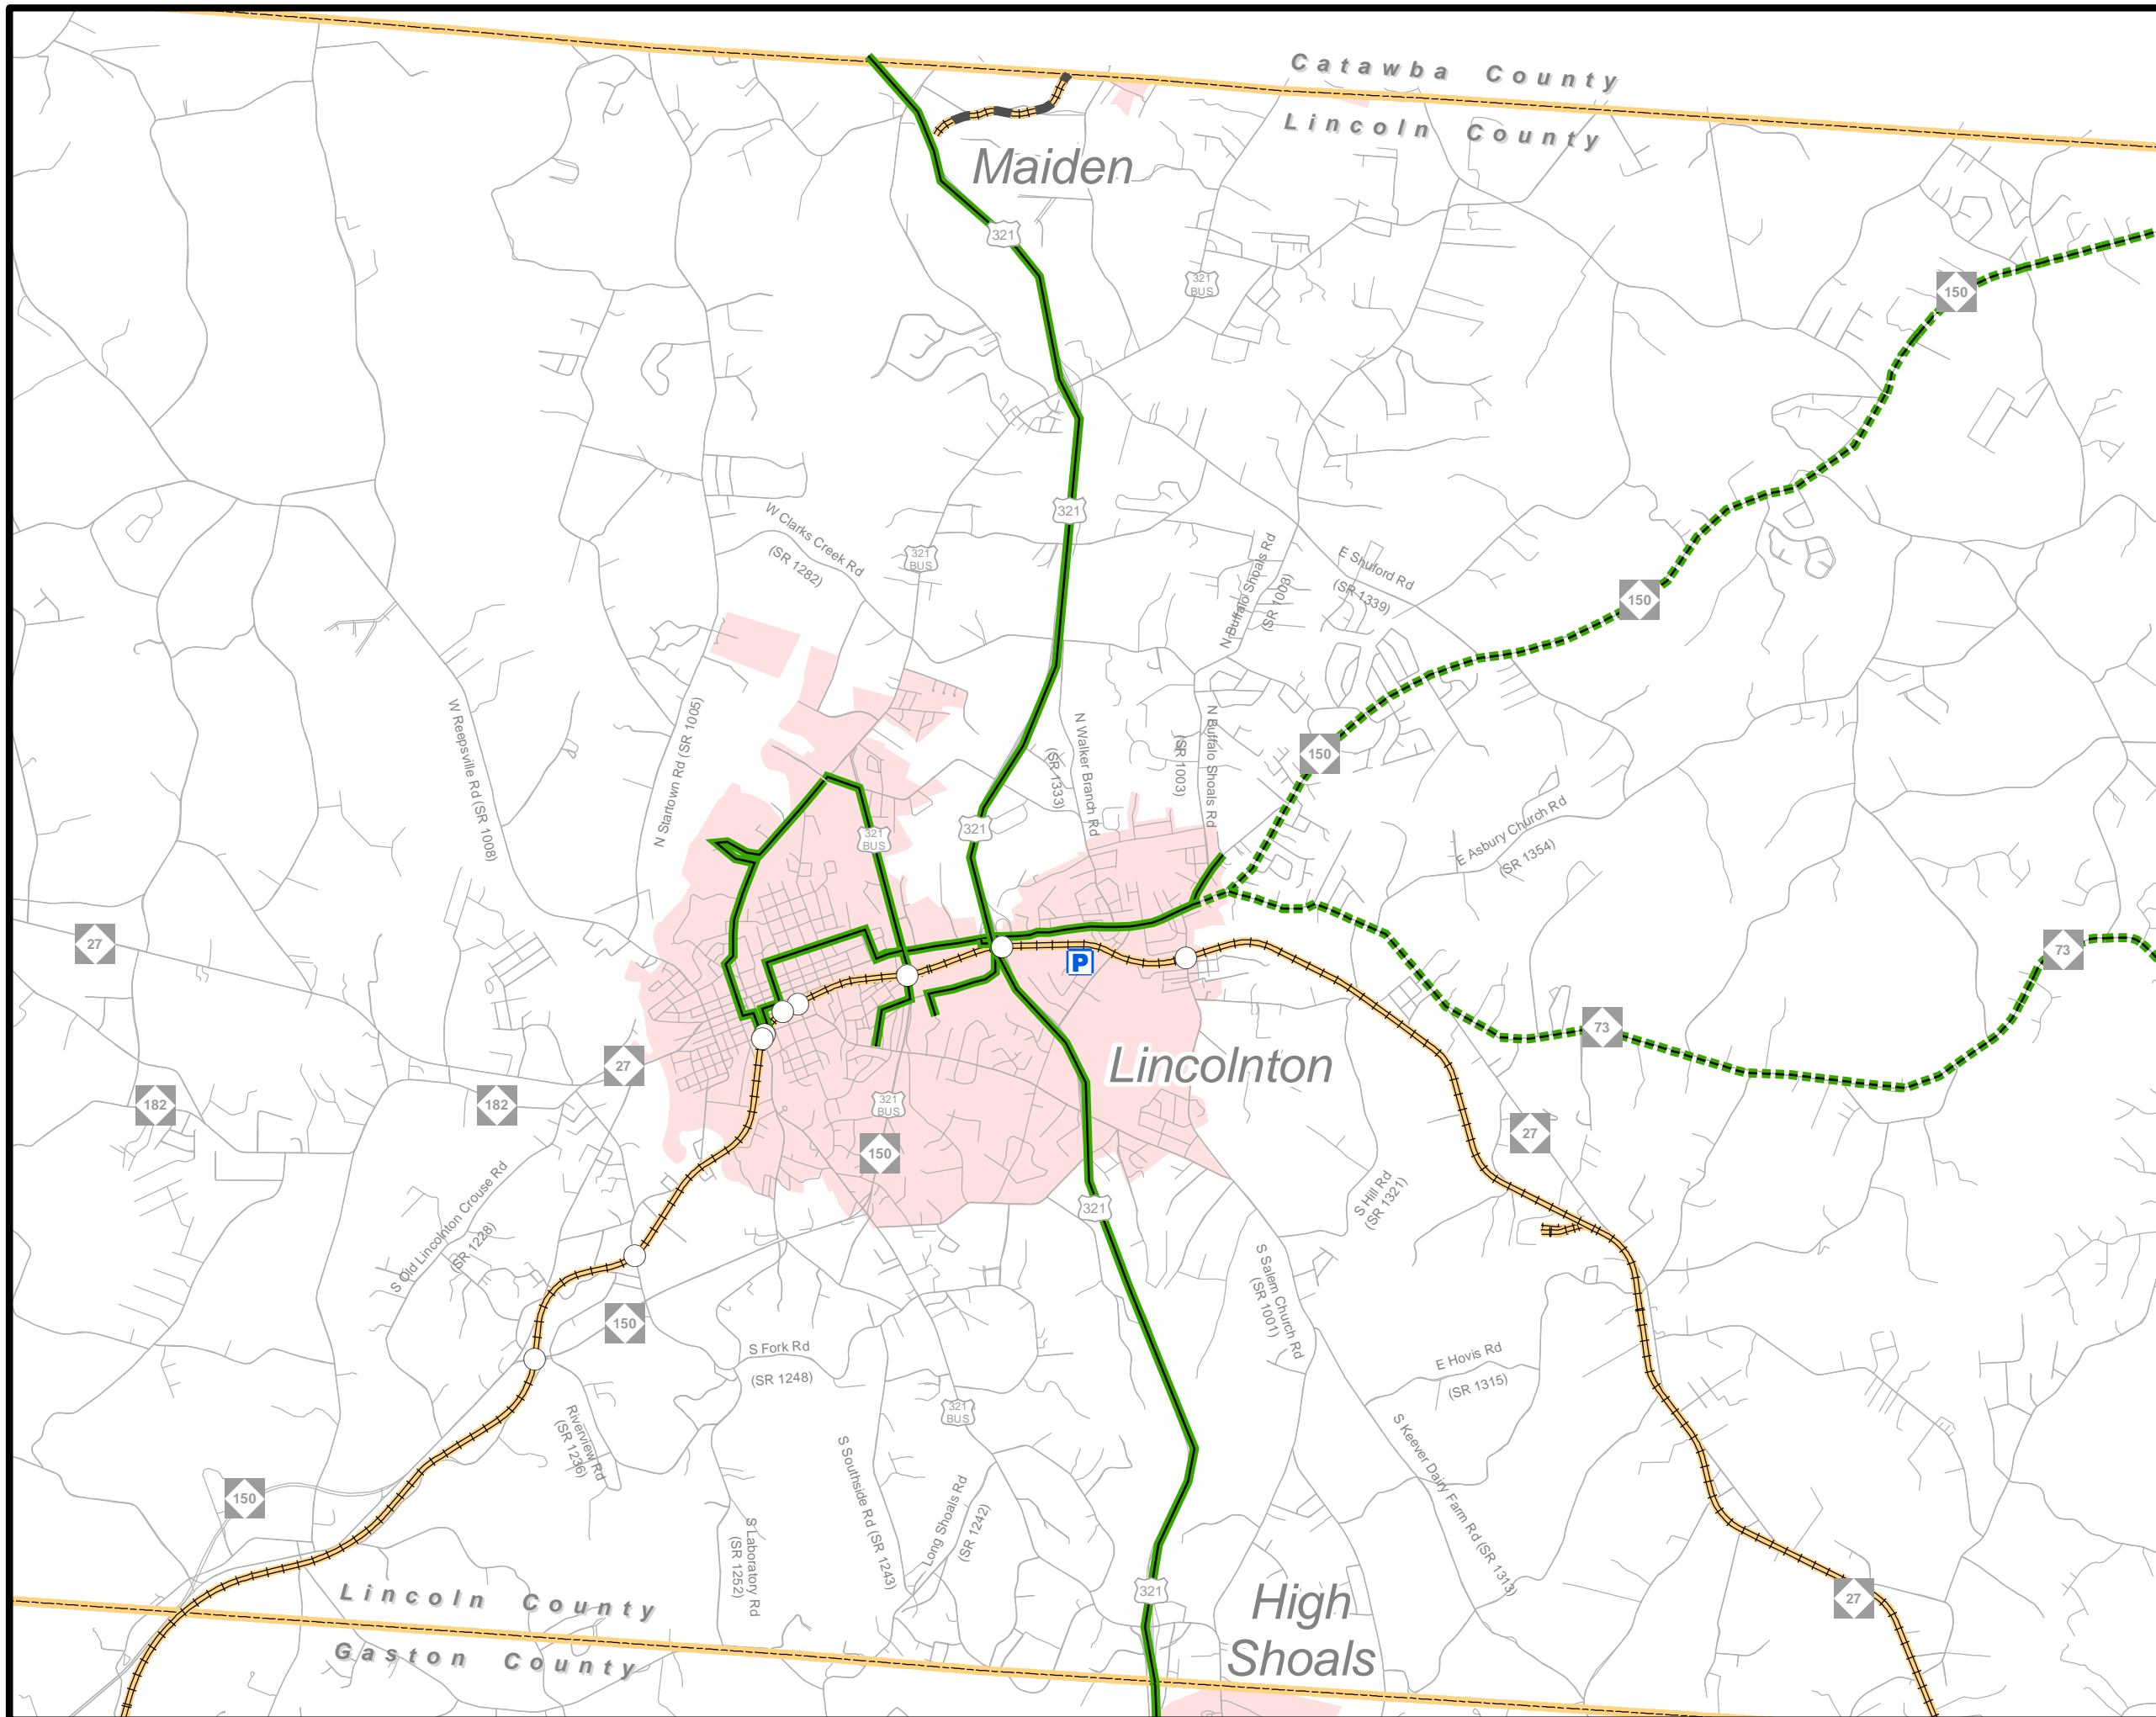 Catawba County
Lincoln County
Maiden
321
321
BUS
150
321
W Clarks Creek Rd
(SR 1282)
321
BUS
N Buffalo Shoals Rd
(SR 1003)
E Shuford Rd
(SR 1339)
150
W Reepsville Rd (SR 1008)
N Startown Rd (SR 1005)
(SR 1333)
N Walker Branch Rd
(SR 1003)
N Buffalo Shoals Rd
150
321
BUS
321
E Asbury Church Rd
(SR 1354)
27
P
73
73
Lincolnton
27
182
182
321
BUS
150
27
S Old Lincolnton Crouse Rd
(SR 1228)
321
S Hill Rd
(SR 1321)
S Salem Church Rd
(SR 1001)
150
S Fork Rd
(SR 1248)
E Hovis Rd
(SR 1315)
321
BUS
Riverview Rd
(SR 1236)
S Southside Rd (SR 1243)
Long Shoals Rd
(SR 1242)
S Keever Dairy Farm Rd (SR 1313)
150
S Laboratory Rd
(SR 1252)
321
High
Shoals
27
Lincoln County
Gaston County